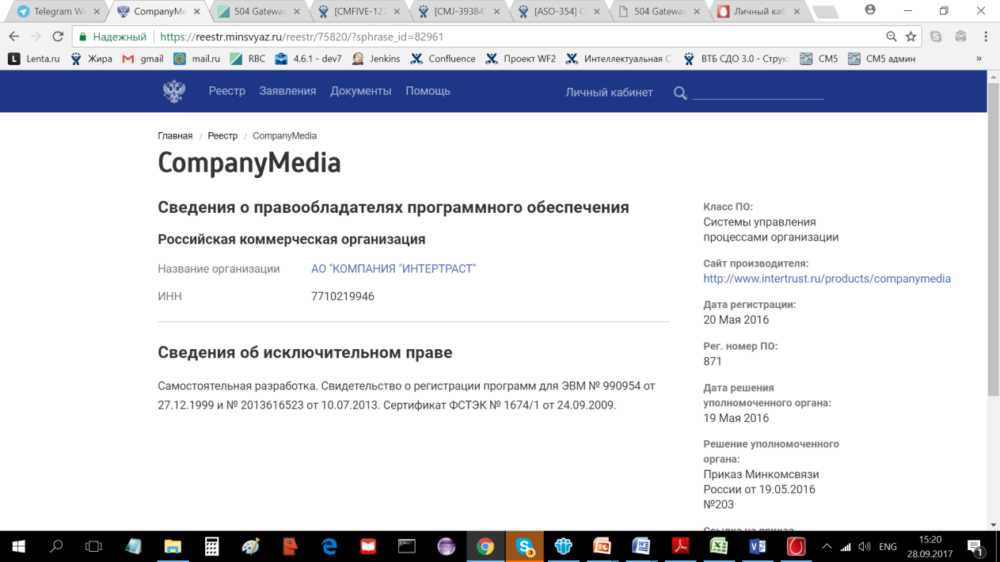 Telegram We
CompanyMe
504 Gateway
[CMFIVE-122
[CMJ-39384]
[ASO-354]
504 Gateway
Личный каб
Надежный https://reestr.minsvyaz.ru/reestr/75820/?sphrase_id=82961
Lenta.ru Жира gmail mail.ru RBC 4.6.1 - dev7 Jenkins Confluence Проект WF2 Интеллектуальная С ВТБ СДО 3.0 - Струк CM5 CM5 админ »
Реестр Заявления Документы Помощь Личный кабинет
Главная / Реестр / CompanyMedia
CompanyMedia
Сведения о правообладателях программного обеспечения
Российская коммерческая организация
Название организации АО "КОМПАНИЯ "ИНТЕРТРАСТ"
ИНН 7710219946
Сведения об исключительном праве
Самостоятельная разработка. Свидетельство о регистрации программ для ЭВМ № 990954 от
27.12.1999 и № 2013616523 от 10.07.2013. Сертификат ФСТЭК № 1674/1 от 24.09.2009.
Класс ПО:
Системы управления
процессами организации
Сайт производителя:
http://www.intertrust.ru/products/companymedia
Дата регистрации:
20 Мая 2016
Рег. номер ПО:
871
Дата решения
уполномоченного органа:
19 Мая 2016
Решение уполномоченного
органа:
Приказ Минкомсвязи
России от 19.05.2016
№203
Ссылка на приказ
ENG
15:20
28.09.2017
1